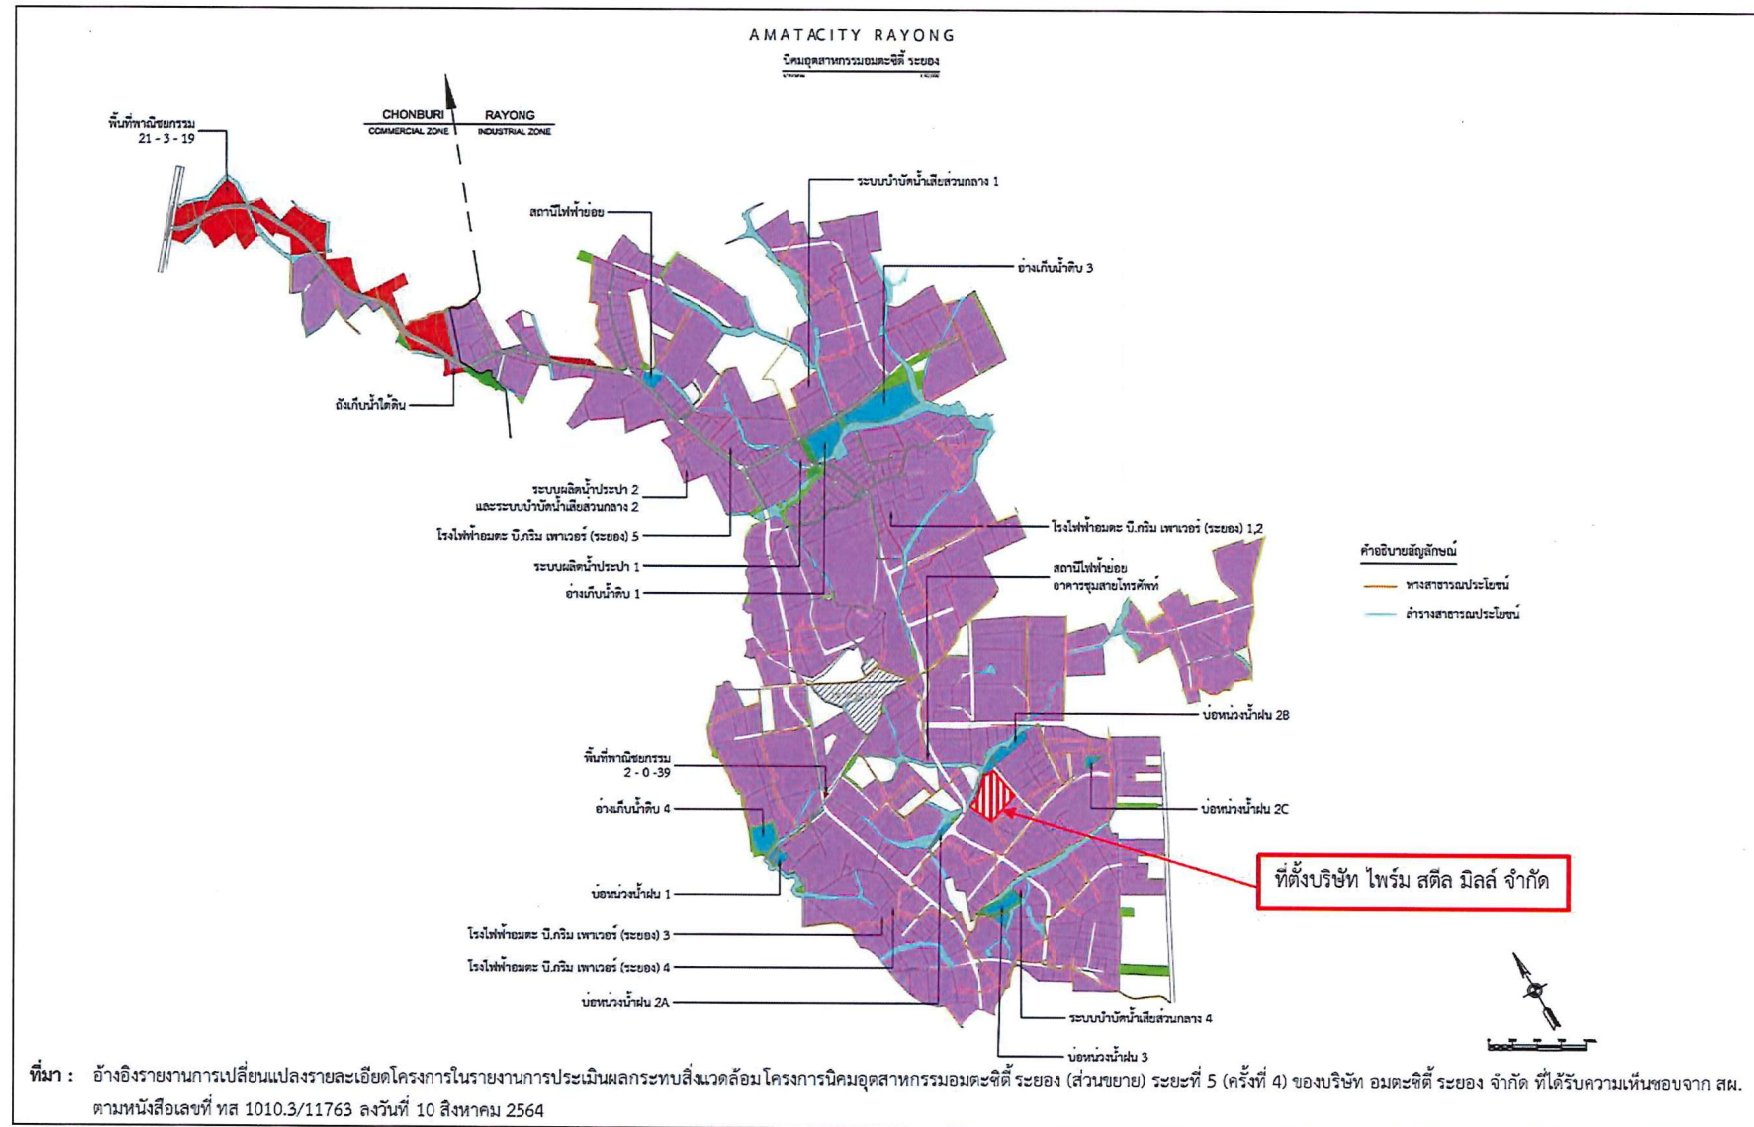 AMATACITY RAYONG
นิคมอุตสาหกรรมอมตะซิตี้ ระยอง
CHONBURI
RAYONG
COMMERCIAL ZONE
INDUSTRIAL ZONE
พื้นที่พาณิชยกรรม
21 - 3 - 19
ระบบบำบัดน้ำเสียส่วนกลาง 1
สถานีไฟฟ้าย่อย
อ่างเก็บน้ำดิบ 3
ถังเก็บน้ำใต้ดิน
ระบบผลิตน้ำประปา 2
และระบบบำบัดน้ำเสียส่วนกลาง 2
โรงไฟฟ้าอมตะ บี.กริม เพาเวอร์ (ระยอง) 5
ระบบผลิตน้ำประปา 1
อ่างเก็บน้ำดิบ 1
โรงไฟฟ้าอมตะ บี.กริม เพาเวอร์ (ระยอง) 1,2
สถานีไฟฟ้าย่อย
อาคารชุมสายโทรศัพท์
คำอธิบายสัญลักษณ์
ทางสาธารณประโยชน์
ลำรางสาธารณประโยชน์
บ่อหน่วงน้ำฝน 2B
พื้นที่พาณิชยกรรม
2 - 0 -39
อ่างเก็บน้ำดิบ 4
บ่อหน่วงน้ำฝน 2C
ที่ตั้งบริษัท ไพร์ม สตีล มิลล์ จำกัด
บ่อหน่วงน้ำฝน 1
โรงไฟฟ้าอมตะ บี.กริม เพาเวอร์ (ระยอง) 3
โรงไฟฟ้าอมตะ บี.กริม เพาเวอร์ (ระยอง) 4
บ่อหน่วงน้ำฝน 2A
ระบบบำบัดน้ำเสียส่วนกลาง 4
บ่อหน่วงน้ำฝน 3
ที่มา : อ้างอิงรายงานการเปลี่ยนแปลงรายละเอียดโครงการในรายงานการประเมินผลกระทบสิ่งแวดล้อมโครงการนิคมอุตสาหกรรมอมตะซิตี้ ระยอง (ส่วนขยาย) ระยะที่ 5 (ครั้งที่ 4) ของบริษัท อมตะซิตี้ ระยอง จำกัด ที่ได้รับความเห็นชอบจาก สผ.
ตามหนังสือเลขที่ ทส 1010.3/11763 ลงวันที่ 10 สิงหาคม 2564